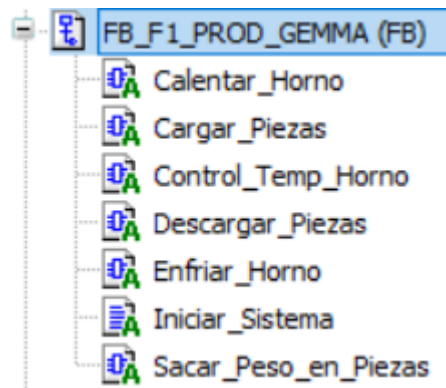 FB_F1_PROD_GEMMA (FB)
Calentar_Horno
Cargar_Piezas
Control_Temp_Horno
Descargar_Piezas
Enfriar_Horno
Iniciar_Sistema
Sacar_Peso_en_Piezas